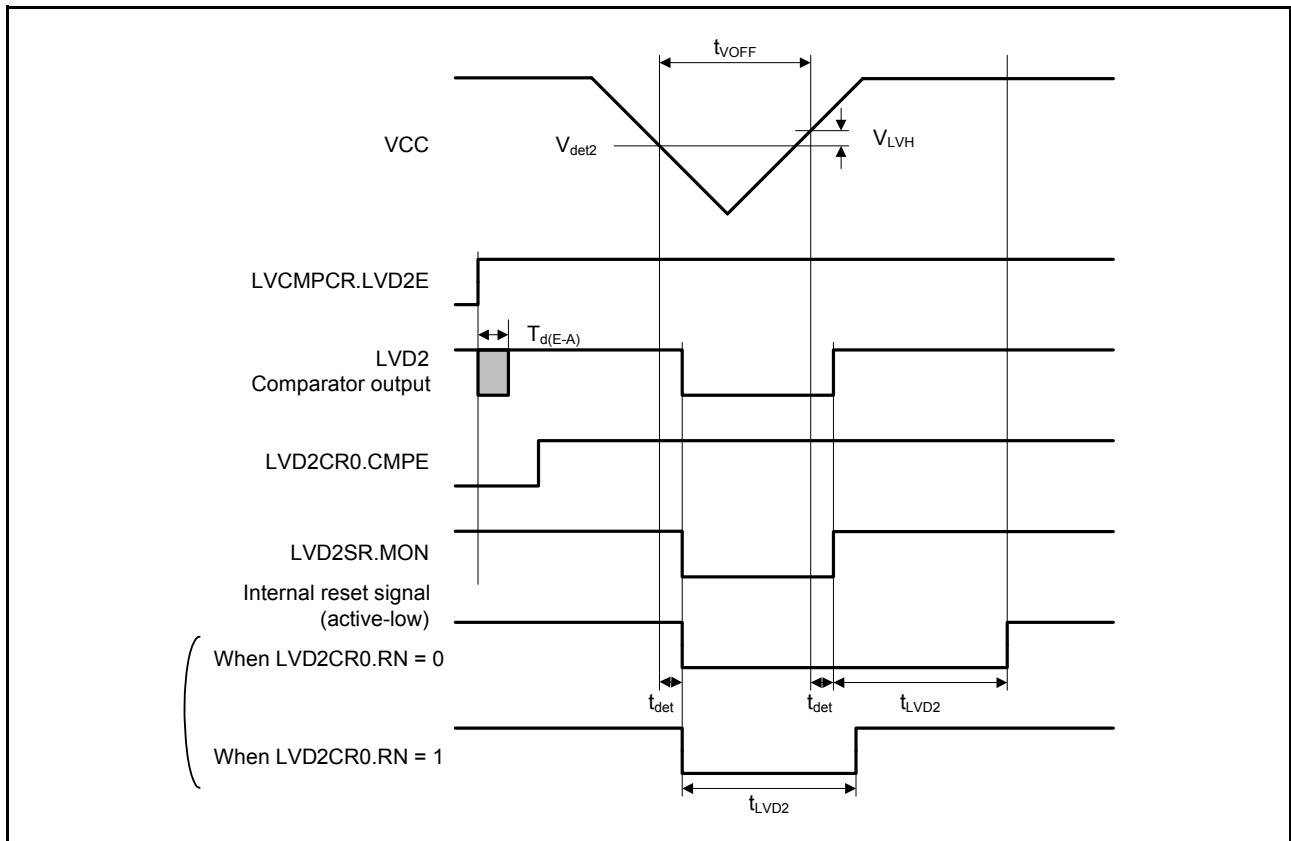 tVOFF
VCC
Vdet2
VLVH
LVCMPCR.LVD2E
Td(E-A)
LVD2
Comparator output
LVD2CR0.CMPE
LVD2SR.MON
Internal reset signal
(active-low)
When LVD2CR0.RN = 0
tdet
tdet
tLVD2
When LVD2CR0.RN = 1
tLVD2